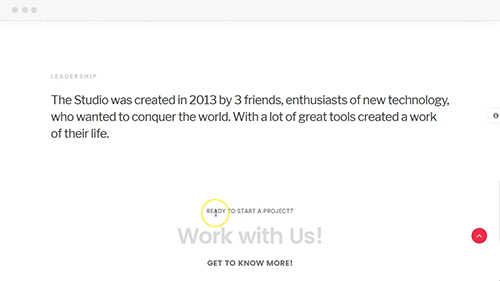 LEADERSHIP
The Studio was created in 2013 by 3 friends, enthusiasts of new technology,
who wanted to conquer the world. With a lot of great tools created a work
of their life.
READY TO START A PROJECT?
Work with Us!
GET TO KNOW MORE!